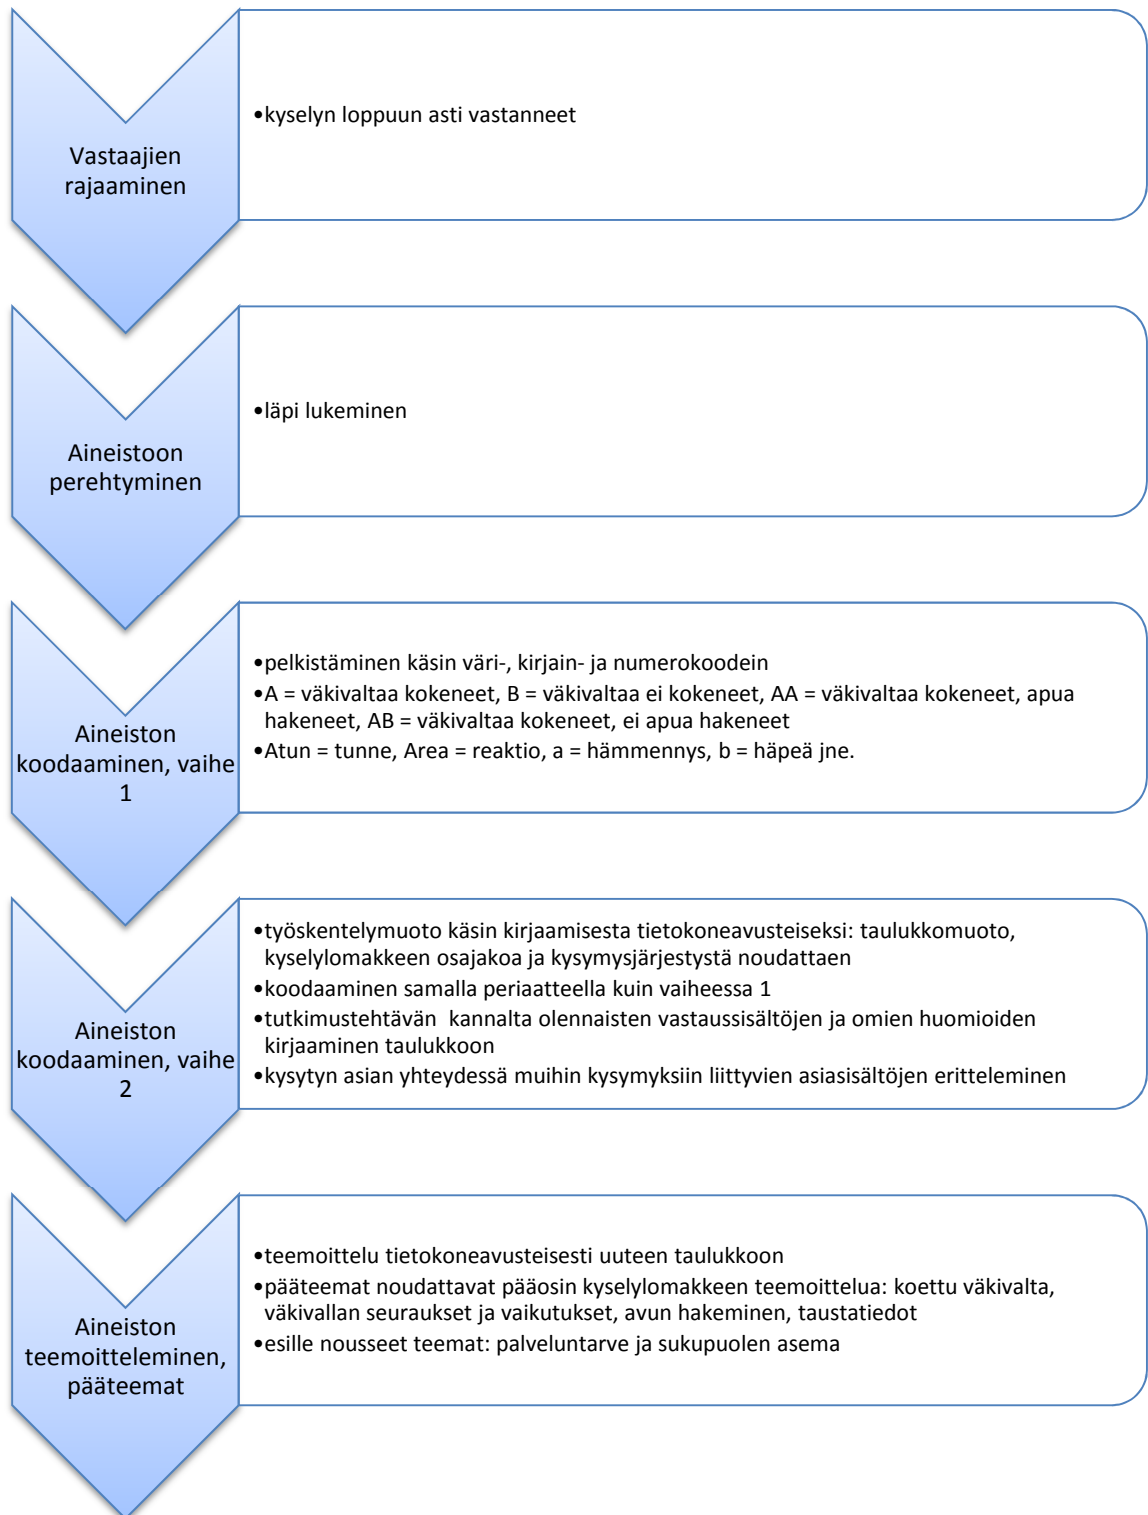 Vastaajien
rajaaminen
•kyselyn loppuun asti vastanneet
Aineistoon
perehtyminen
•läpi lukeminen
Aineiston
koodaaminen, vaihe
1
•pelkistäminen käsin väri-, kirjain- ja numerokoodein
•A = väkivaltaa kokeneet, B = väkivaltaa ei kokeneet, AA = väkivaltaa kokeneet, apua
hakeneet, AB = väkivaltaa kokeneet, ei apua hakeneet
•Atun = tunne, Area = reaktio, a = hämmennys, b = häpeä jne.
Aineiston
koodaaminen, vaihe
2
•työskentelymuoto käsin kirjaamisesta tietokoneavusteiseksi: taulukkomuoto,
kyselylomakkeen osajakoa ja kysymysjärjestystä noudattaen
•koodaaminen samalla periaatteella kuin vaiheessa 1
•tutkimustehtävän  kannalta olennaisten vastaussisältöjen ja omien huomioiden
kirjaaminen taulukkoon
•kysytyn asian yhteydessä muihin kysymyksiin liittyvien asiasisältöjen eritteleminen
Aineiston
teemoitteleminen,
pääteemat
•teemoittelu tietokoneavusteisesti uuteen taulukkoon
•pääteemat noudattavat pääosin kyselylomakkeen teemoittelua: koettu väkivalta,
väkivallan seuraukset ja vaikutukset, avun hakeminen, taustatiedot
•esille nousseet teemat: palveluntarve ja sukupuolen asema